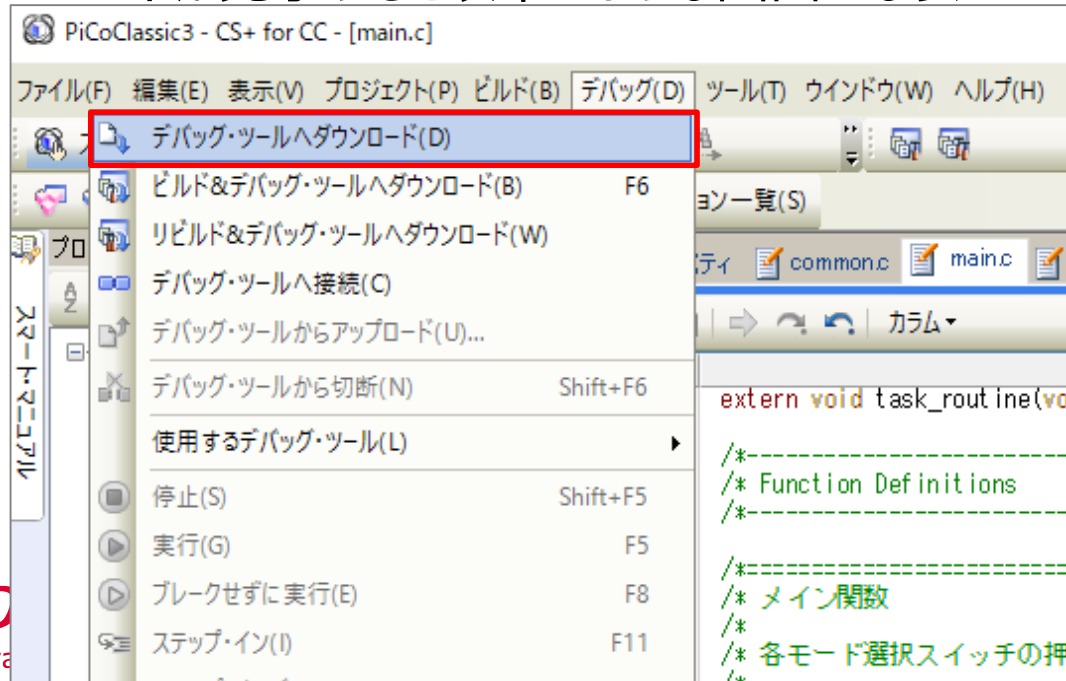 PiCoClassic3 - CS+ for CC - [main.c]
ファイル(F) 編集(E) 表示(V) プロジェクト(P) ビルド(B) デバッグ(D) ツール(T) ウインドウ(W) ヘルプ(H)
デバッグ・ツールへダウンロード(D)
ビルド&デバッグ・ツールへダウンロード(B) F6
ョン一覧(S)
リビルド&デバッグ・ツールへダウンロード(W)
プロ
ティ common.c main.c
デバッグ・ツールへ接続(C)
デバッグ・ツールからアップロード(U)...
カラム
スマート・マニュアル
デバッグ・ツールから切断(N) Shift+F6
extern void task_routine(vo
使用するデバッグ・ツール(L)
/*------------------------
/* Function Definitions
/*------------------------
停止(S) Shift+F5
実行(G) F5
/*========================
ブレークせずに実行(E) F8
/* メイン関数
/*
ステップ・イン(I) F11
/* 各モード選択スイッチの押